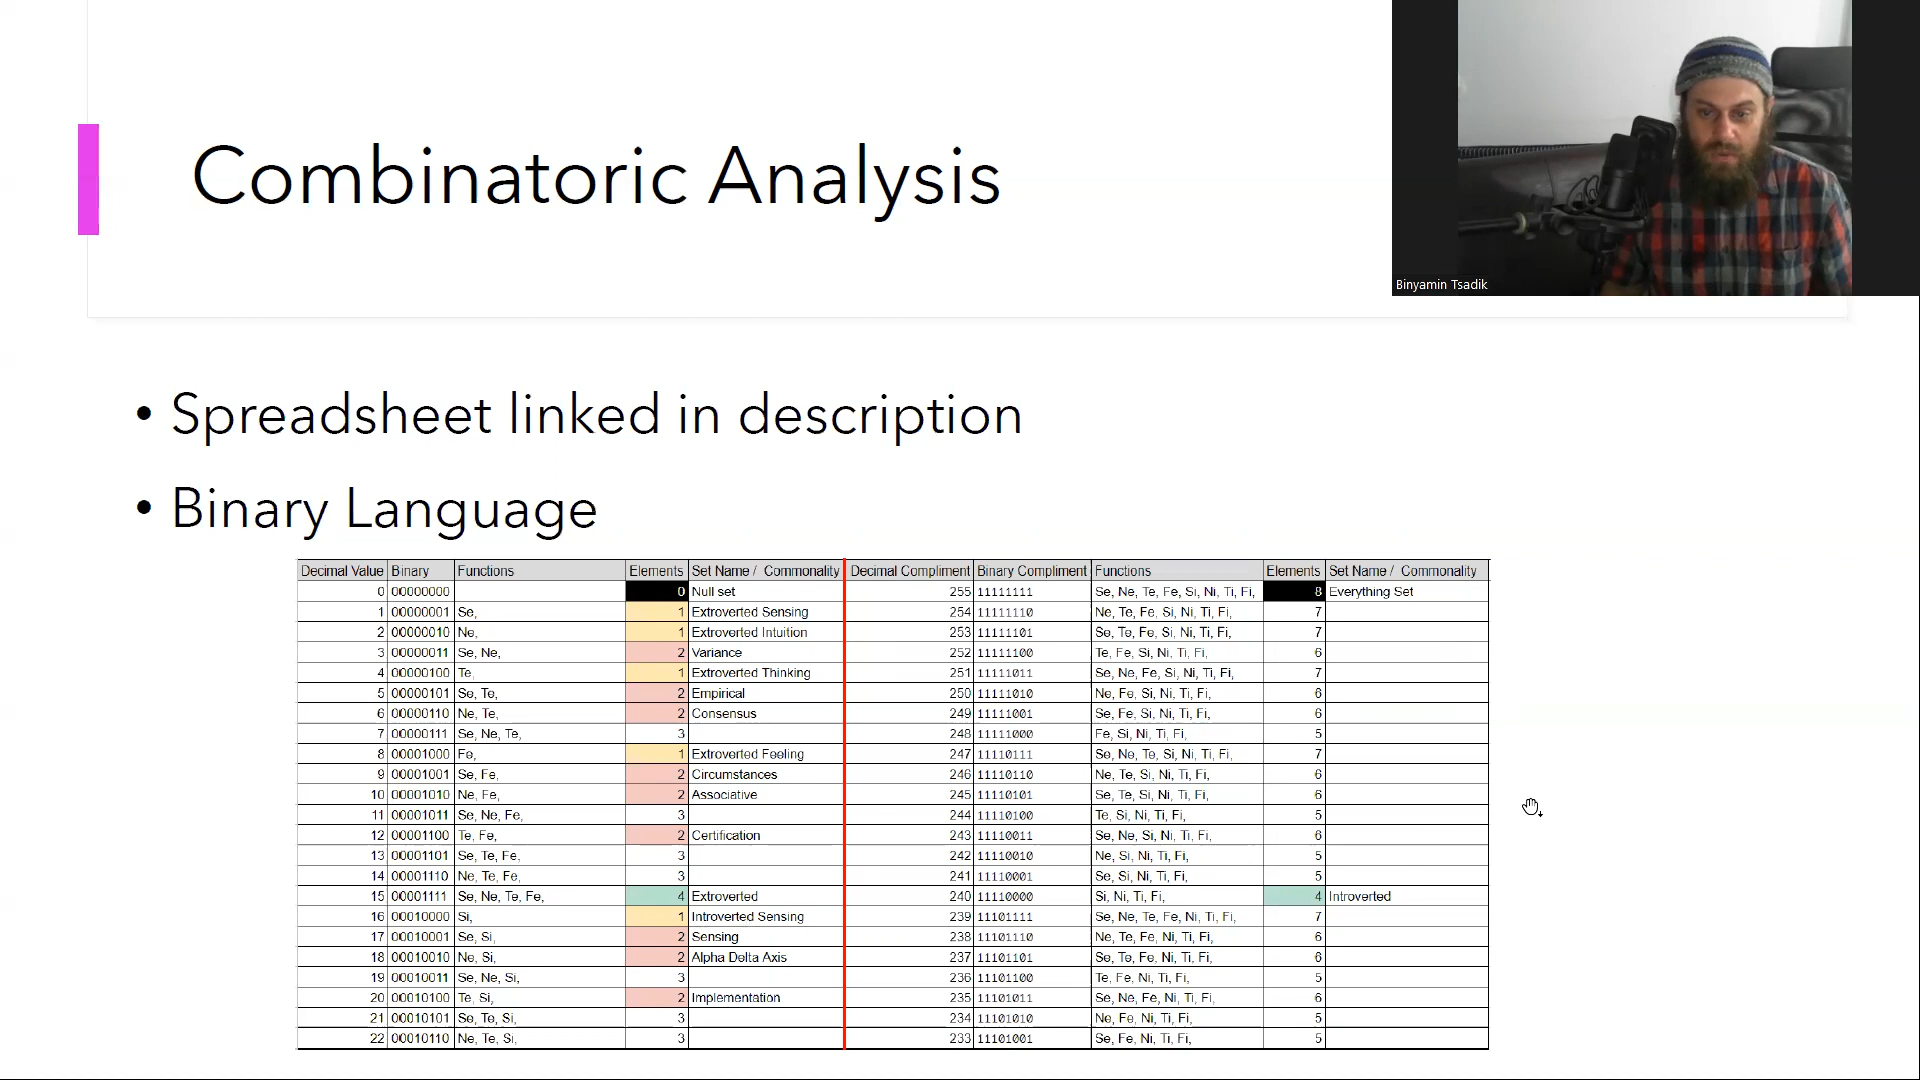 Combinatoric Analysis
Binyamin Tsadik
• Spreadsheet linked in description
• Binary Language
Decimal Value Binary Functions Elements Set Name / Commonality Decimal Compliment Binary Compliment Functions Elements Set Name / Commonality
0 00000000 0 Null set 255 11111111 Se, Ne, Te, Fe, Si, Ni, Ti, Fi, 8 Everything Set
1 00000001 Se, 1 Extroverted Sensing 254 11111110 Ne, Te, Fe, Si, Ni, Ti, Fi, 7
2 00000010 Ne, 1 Extroverted Intuition 253 11111101 Se, Te, Fe, Si, Ni, Ti, Fi, 7
3 00000011 Se, Ne, 2 Variance 252 11111100 Te, Fe, Si, Ni, Ti, Fi, 6
4 00000100 Te, 1 Extroverted Thinking 251 11111011 Se, Ne, Fe, Si, Ni, Ti, Fi, 7
5 00000101 Se, Te, 2 Empirical 250 11111010 Ne, Fe, Si, Ni, Ti, Fi, 6
6 00000110 Ne, Te, 2 Consensus 249 11111001 Se, Fe, Si, Ni, Ti, Fi, 6
7 00000111 Se, Ne, Te, 3 248 11111000 Fe, Si, Ni, Ti, Fi, 5
8 00001000 Fe, 1 Extroverted Feeling 247 11110111 Se, Ne, Te, Si, Ni, Ti, Fi, 7
9 00001001 Se, Fe, 2 Circumstances 246 11110110 Ne, Te, Si, Ni, Ti, Fi, 6
10 00001010 Ne, Fe, 2 Associative 245 11110101 Se, Te, Si, Ni, Ti, Fi, 6
11 00001011 Se, Ne, Fe, 3 244 11110100 Te, Si, Ni, Ti, Fi, 5
12 00001100 Te, Fe, 2 Certification 243 11110011 Se, Ne, Si, Ni, Ti, Fi, 6
13 00001101 Se, Te, Fe, 3 242 11110010 Ne, Si, Ni, Ti, Fi, 5
14 00001110 Ne, Te, Fe, 3 241 11110001 Se, Si, Ni, Ti, Fi, 5
15 00001111 Se, Ne, Te, Fe, 4 Extroverted 240 11110000 Si, Ni, Ti, Fi, 4 Introverted
16 00010000 Si, 1 Introverted Sensing 239 11101111 Se, Ne, Te, Fe, Ni, Ti, Fi, 7
17 00010001 Se, Si, 2 Sensing 238 11101110 Ne, Te, Fe, Ni, Ti, Fi, 6
18 00010010 Ne, Si, 2 Alpha Delta Axis 237 11101101 Se, Te, Fe, Ni, Ti, Fi, 6
19 00010011 Se, Ne, Si, 3 236 11101100 Te, Fe, Ni, Ti, Fi, 5
20 00010100 Te, Si, 2 Implementation 235 11101011 Se, Ne, Fe, Ni, Ti, Fi, 6
21 00010101 Se, Te, Si, 3 234 11101010 Ne, Fe, Ni, Ti, Fi, 5
22 00010110 Ne, Te, Si, 3 233 11101001 Se, Fe, Ni, Ti, Fi, 5